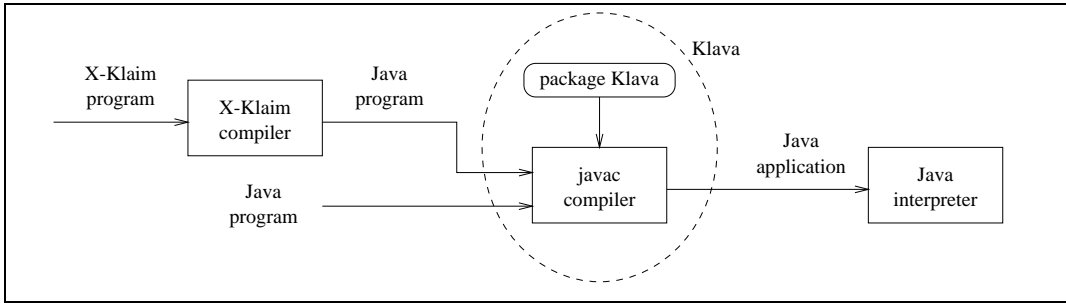 X-Klaim
program
X-Klaim
compiler
Java
program
Java
program
Klava
package Klava
javac
compiler
Java
application
Java
interpreter